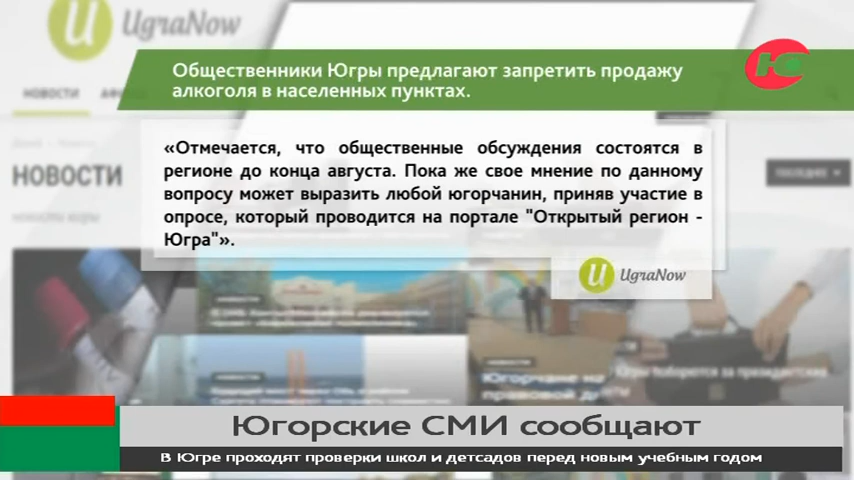 UgraNow
Общественники Югры предлагают запретить продажу
алкоголя в населенных пунктах.
НОВОСТИ
«Отмечается, что общественные обсуждения состоятся в
регионе до конца августа. Пока же свое мнение по данному
вопросу может выразить любой югорчанин, приняв участие в
опросе, который проводится на портале "Открытый регион -
Югра"».
НОВОСТИ
UgraNow
Югорские СМИ сообщают
В Югре проходят проверки школ и детсадов перед новым учебным годом